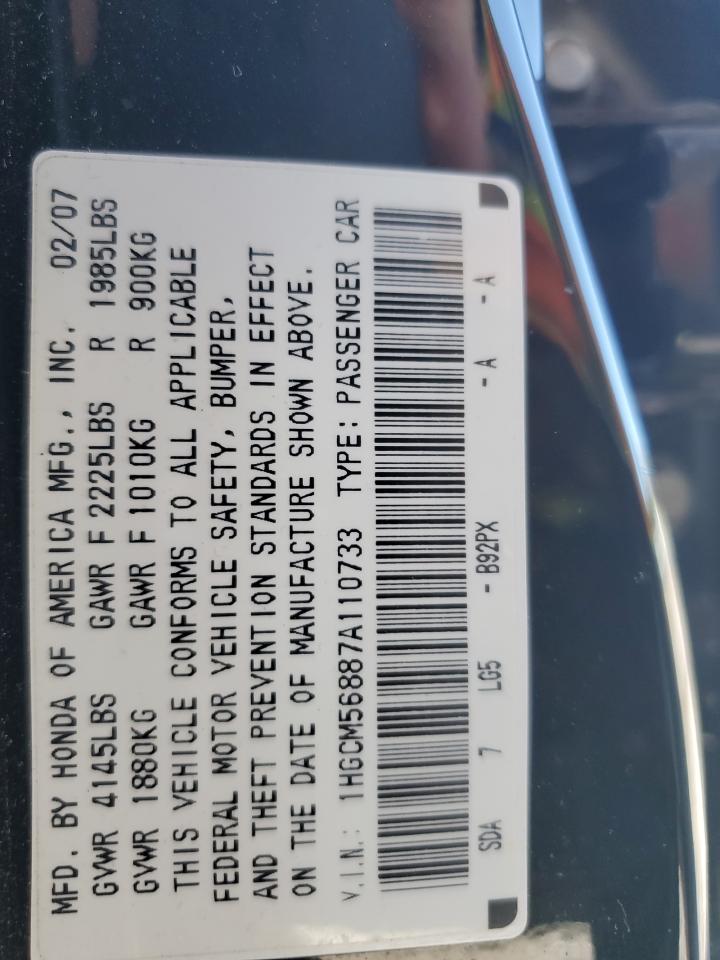 MFD. BY HONDA OF AMERICA MFG., INC. 02/07
GVWR 4145LBS GAWR F 2225LBS R 1985LBS
GVWR 1880KG GAWR F 1010KG R 900KG
THIS VEHICLE CONFORMS TO ALL APPLICABLE
FEDERAL MOTOR VEHICLE SAFETY, BUMPER,
AND THEFT PREVENTION STANDARDS IN EFFECT
ON THE DATE OF MANUFACTURE SHOWN ABOVE.
V.I.N.: 1HGCM56887A110733 TYPE: PASSENGER CAR
SDA 7 LG5 - B92PX - A - A